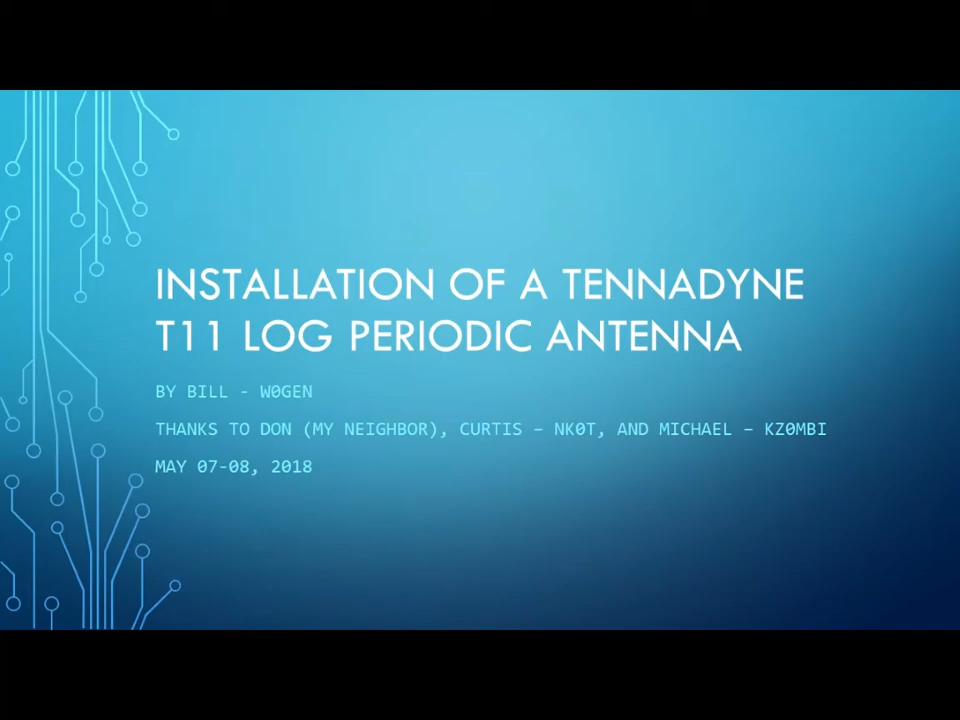 INSTALLATION OF A TENNADYNE
T11 LOG PERIODIC ANTENNA
BY BILL - W0GEN
THANKS TO DON (MY NEIGHBOR), CURTIS – NK0T, AND MICHAEL – KZ0MBI
MAY 07-08, 2018